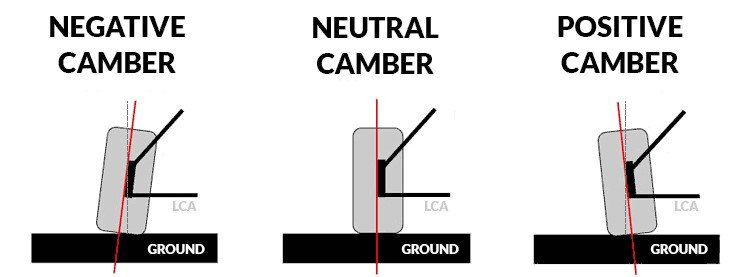 NEGATIVE
CAMBER
NEUTRAL
CAMBER
POSITIVE
CAMBER
LCA
GROUND
LCA
GROUND
LCA
GROUND